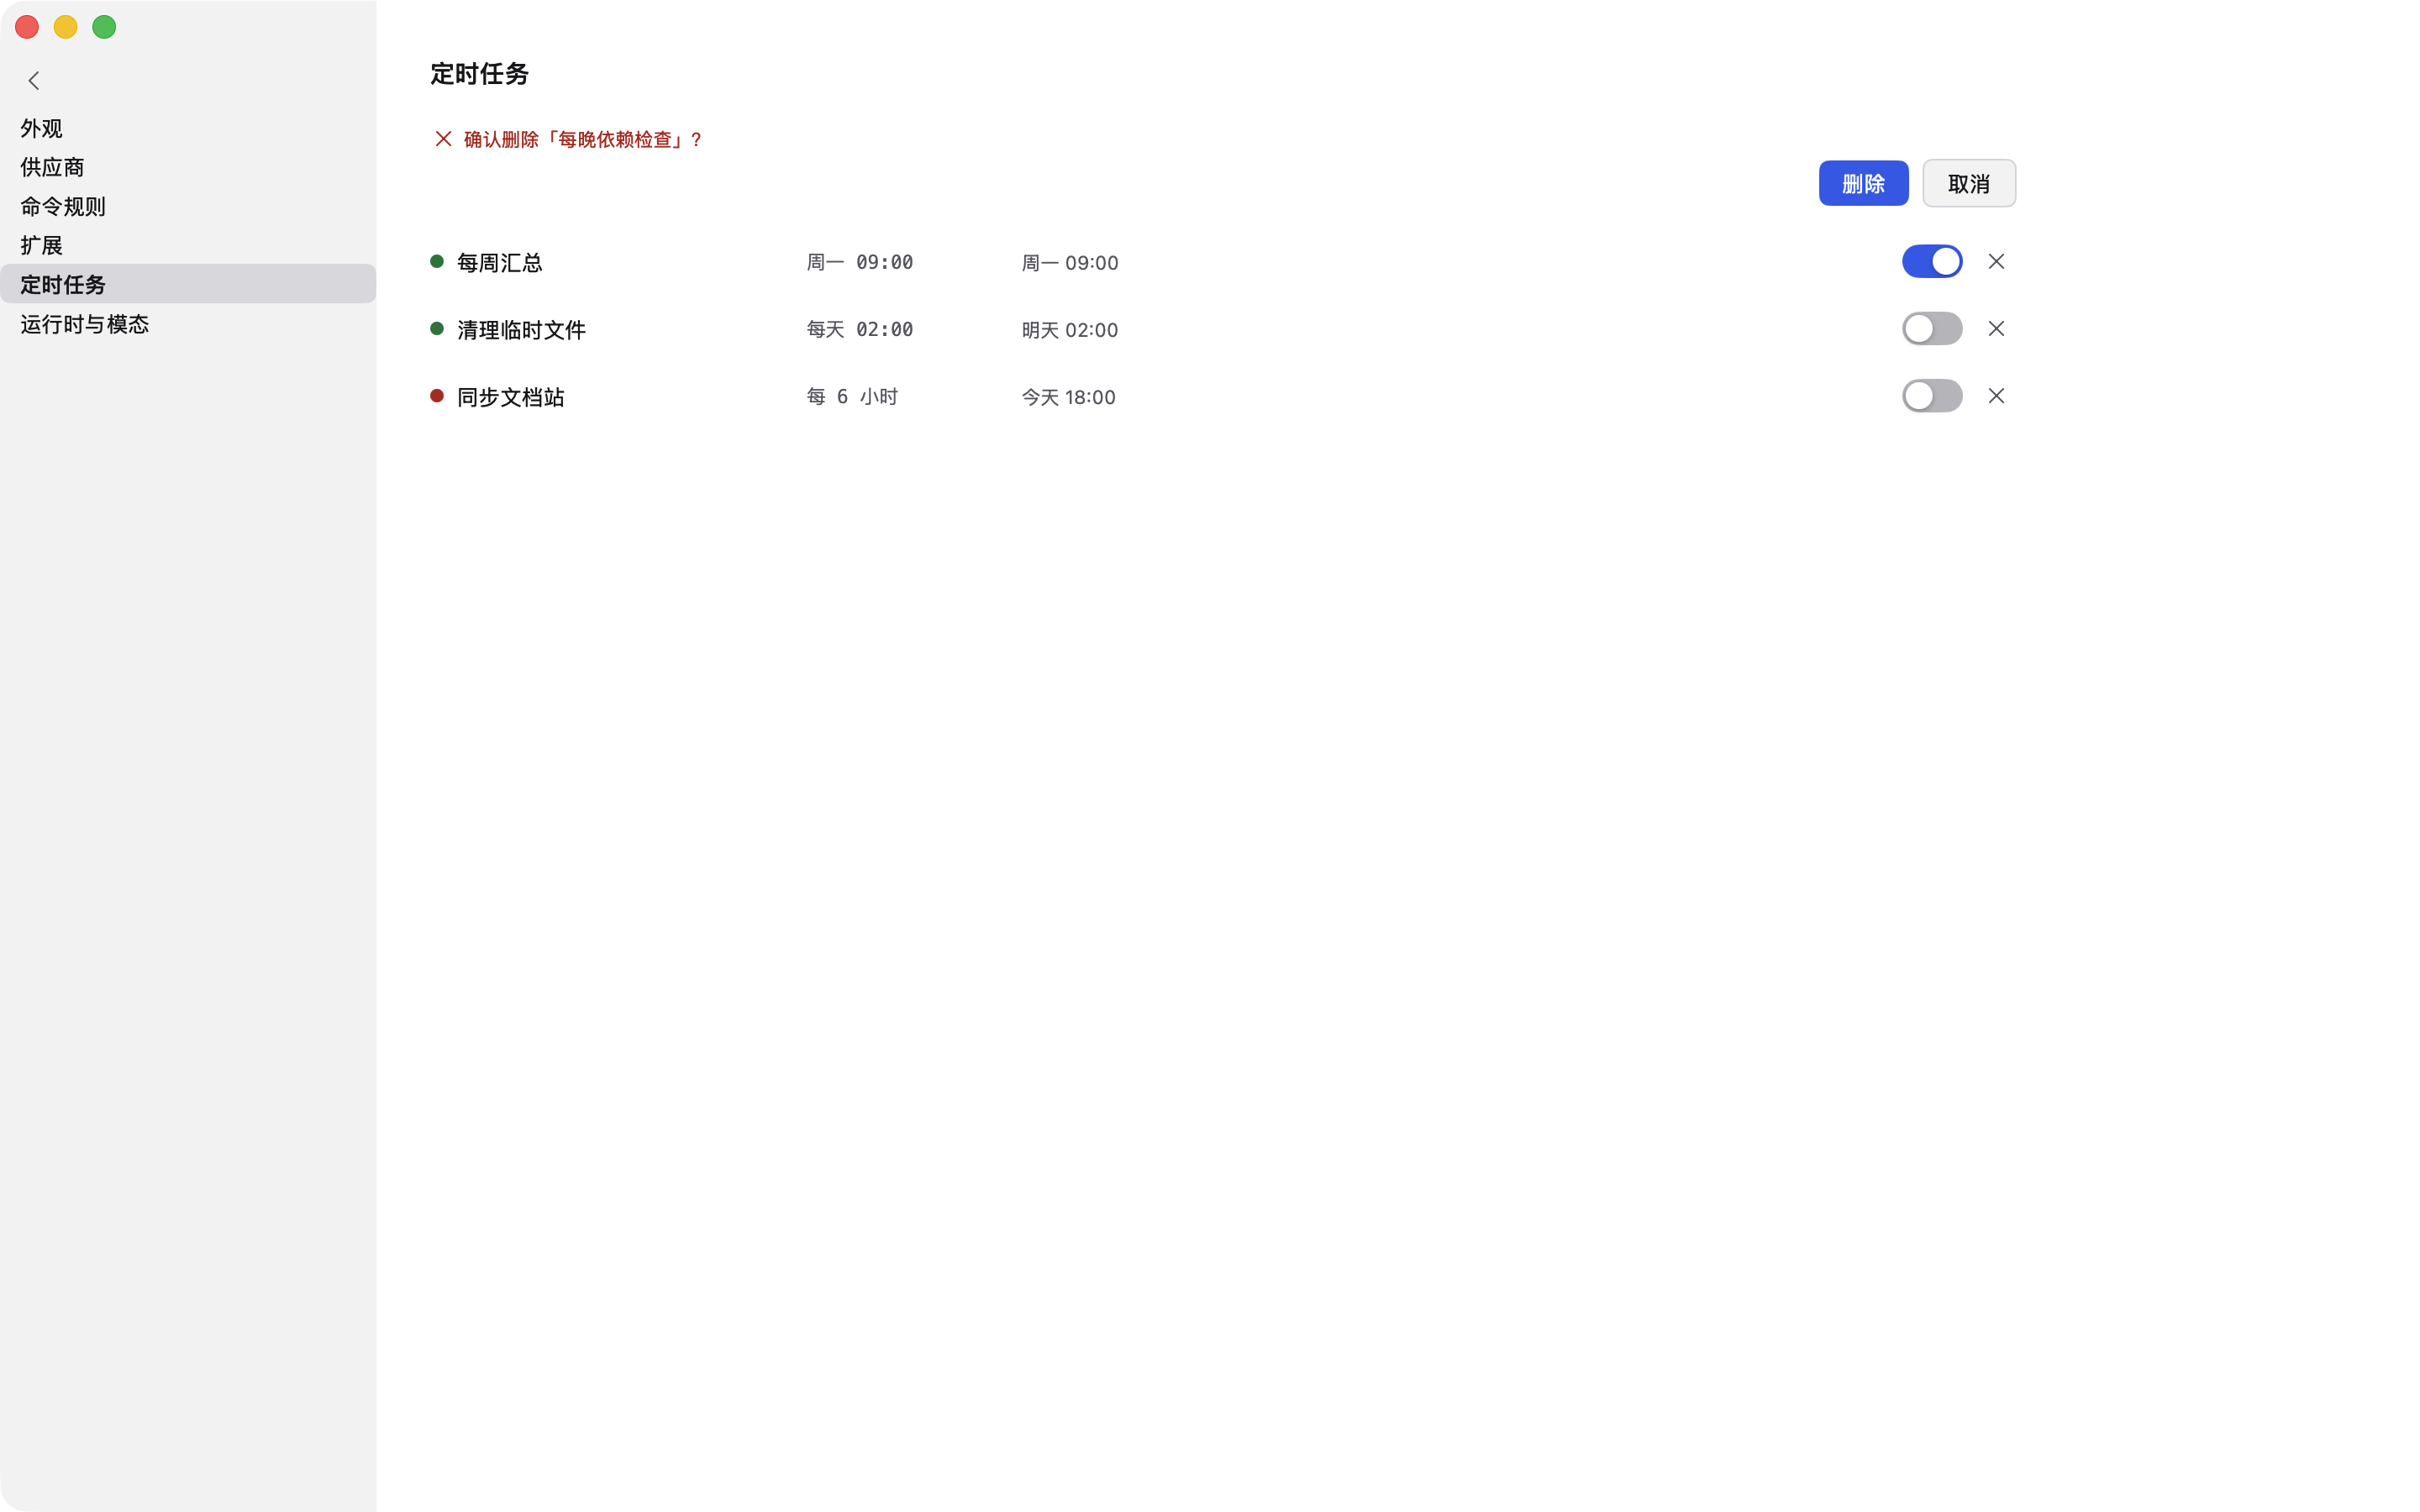 外观
供应商
命令规则
扩展
定时任务
运行时与模态
定时任务
确认删除「每晚依赖检查」?
删除 取消
每周汇总 周一 09:00 周一 09:00
清理临时文件 每天 02:00 明天 02:00
同步文档站 每 6 小时 今天 18:00